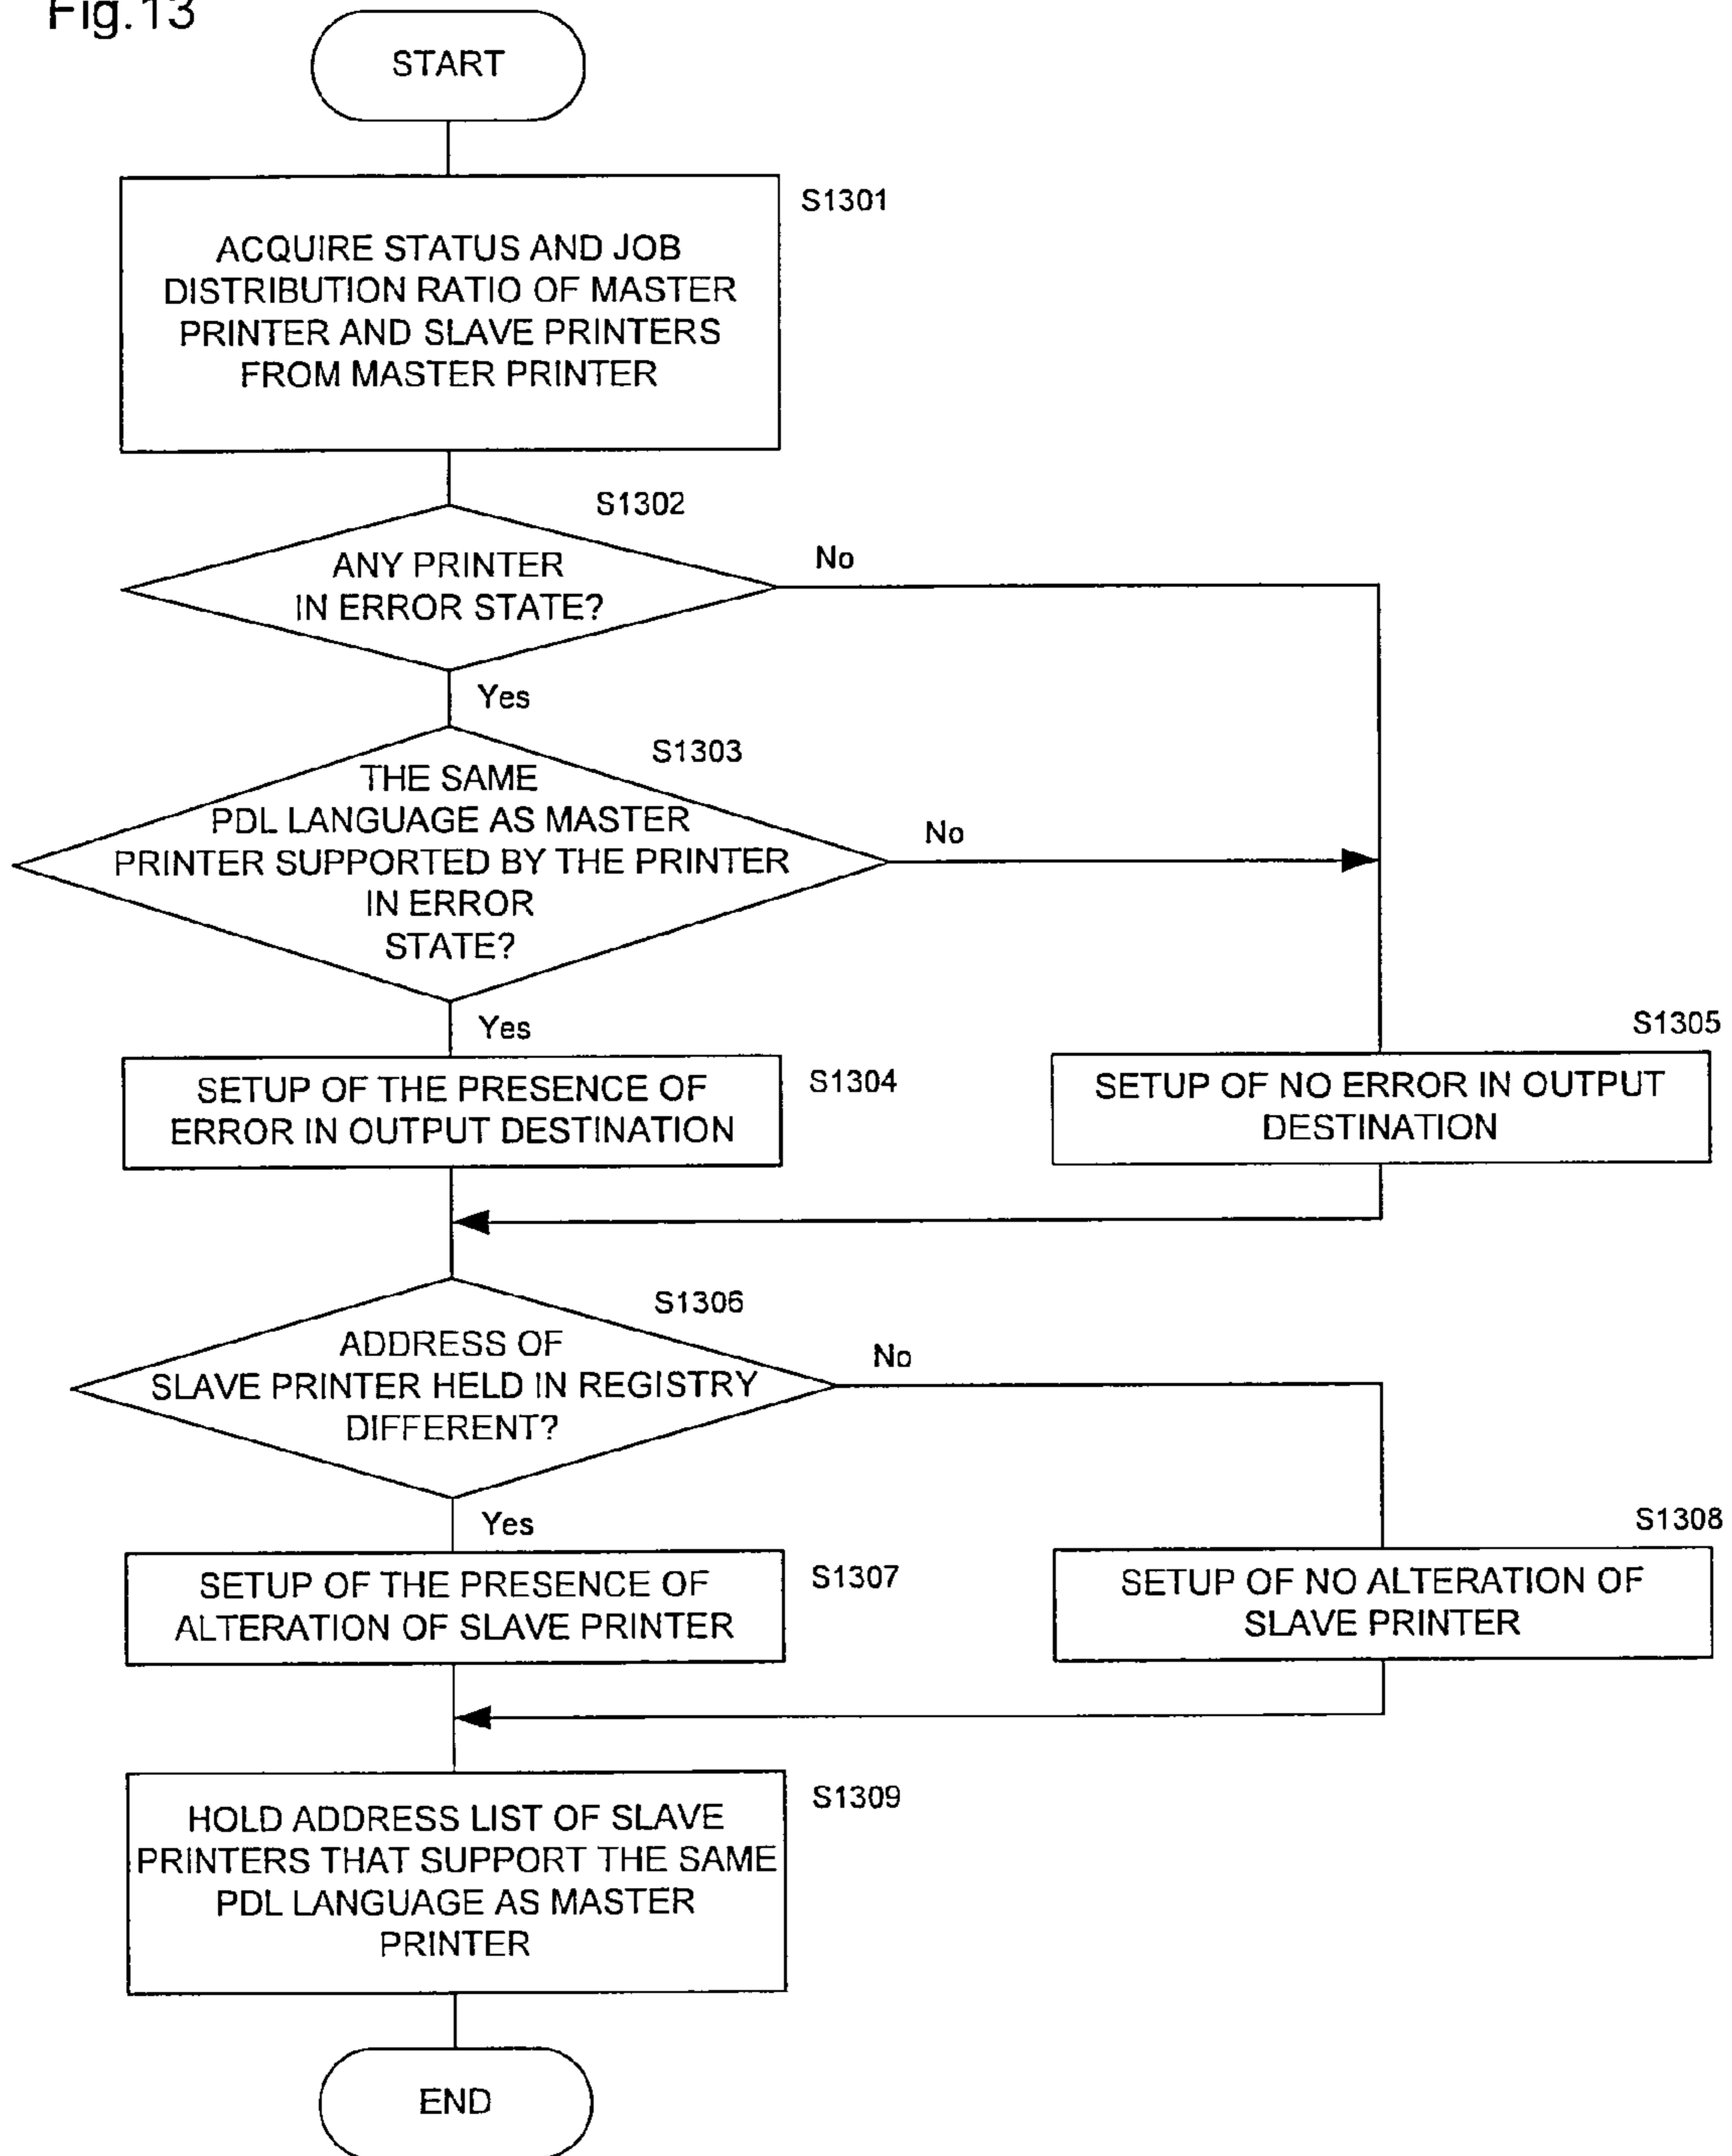 Fig.13
START
S1301
ACQUIRE STATUS AND JOB
DISTRIBUTION RATIO OF MASTER
PRINTER AND SLAVE PRINTERS
FROM MASTER PRINTER
S1302
ANY PRINTER
IN ERROR STATE?
No
Yes
S1303
THE SAME
PDL LANGUAGE AS MASTER
PRINTER SUPPORTED BY THE PRINTER
IN ERROR
STATE?
No
Yes
S1304
SETUP OF THE PRESENCE OF
ERROR IN OUTPUT DESTINATION
S1305
SETUP OF NO ERROR IN OUTPUT
DESTINATION
S1306
ADDRESS OF
SLAVE PRINTER HELD IN REGISTRY
DIFFERENT?
No
Yes
S1307
SETUP OF THE PRESENCE OF
ALTERATION OF SLAVE PRINTER
S1308
SETUP OF NO ALTERATION OF
SLAVE PRINTER
S1309
HOLD ADDRESS LIST OF SLAVE
PRINTERS THAT SUPPORT THE SAME
PDL LANGUAGE AS MASTER
PRINTER
END